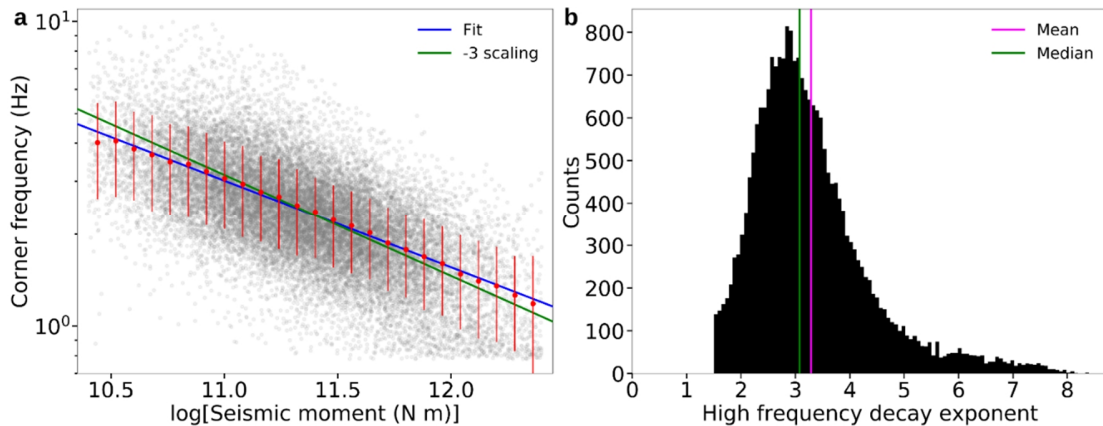 a
10¹
10⁰
Corner frequency (Hz)
Fit
-3 scaling
10.5 11.0 11.5 12.0
log[Seismic moment (N m)]
b
800
700
600
500
400
300
200
100
0
Counts
Mean
Median
0 1 2 3 4 5 6 7 8
High frequency decay exponent